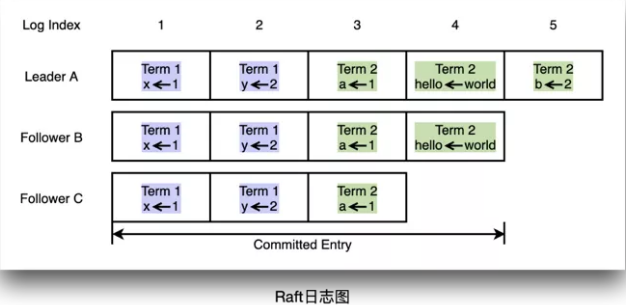 Log Index 1 2 3 4 5
Leader A
Term 1 Term 1 Term 2 Term 2 Term 2
x←1 y←2 a←1 hello←world b←2
Follower B
Term 1 Term 1 Term 2 Term 2
x←1 y←2 a←1 hello←world
Follower C
Term 1 Term 1 Term 2
x←1 y←2 a←1
Committed Entry
Raft日志图